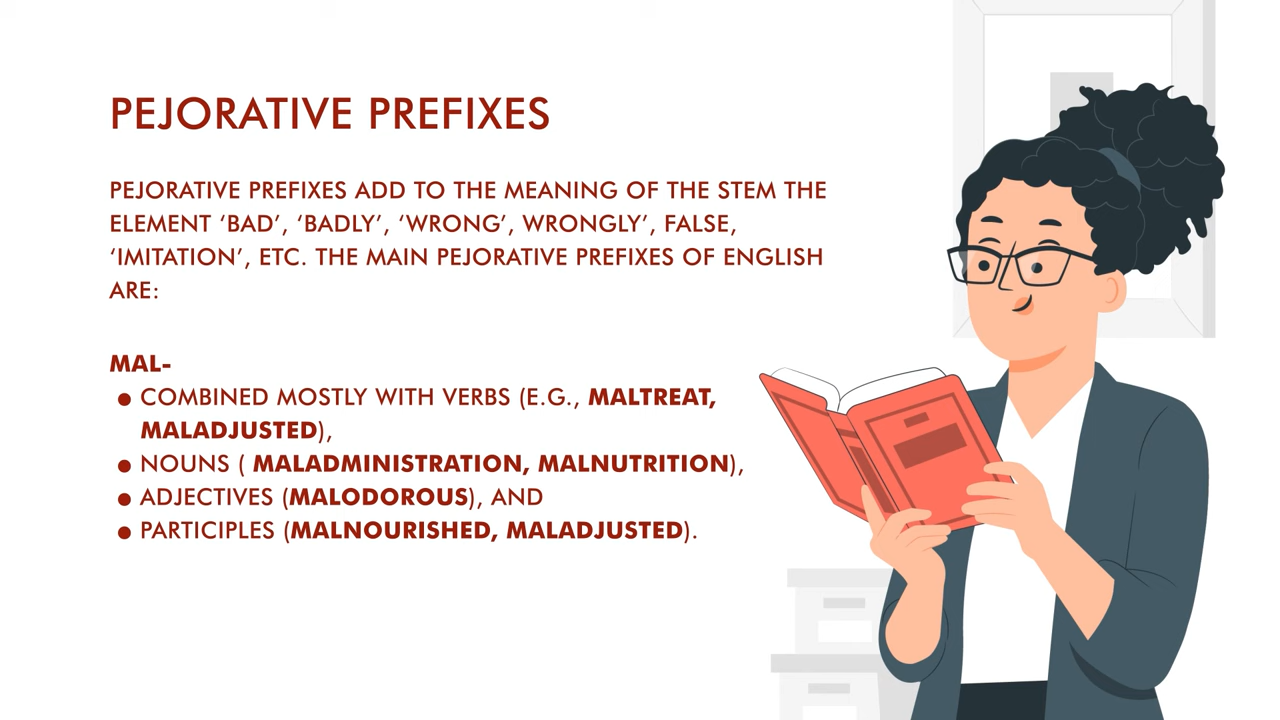 PEJORATIVE PREFIXES
PEJORATIVE PREFIXES ADD TO THE MEANING OF THE STEM THE
ELEMENT ‘BAD’, ‘BADLY’, ‘WRONG’, WRONGLY’, FALSE,
‘IMITATION’, ETC. THE MAIN PEJORATIVE PREFIXES OF ENGLISH
ARE:
MAL-
● COMBINED MOSTLY WITH VERBS (E.G., MALTREAT,
MALADJUSTED),
● NOUNS ( MALADMINISTRATION, MALNUTRITION),
● ADJECTIVES (MALODOROUS), AND
● PARTICIPLES (MALNOURISHED, MALADJUSTED).